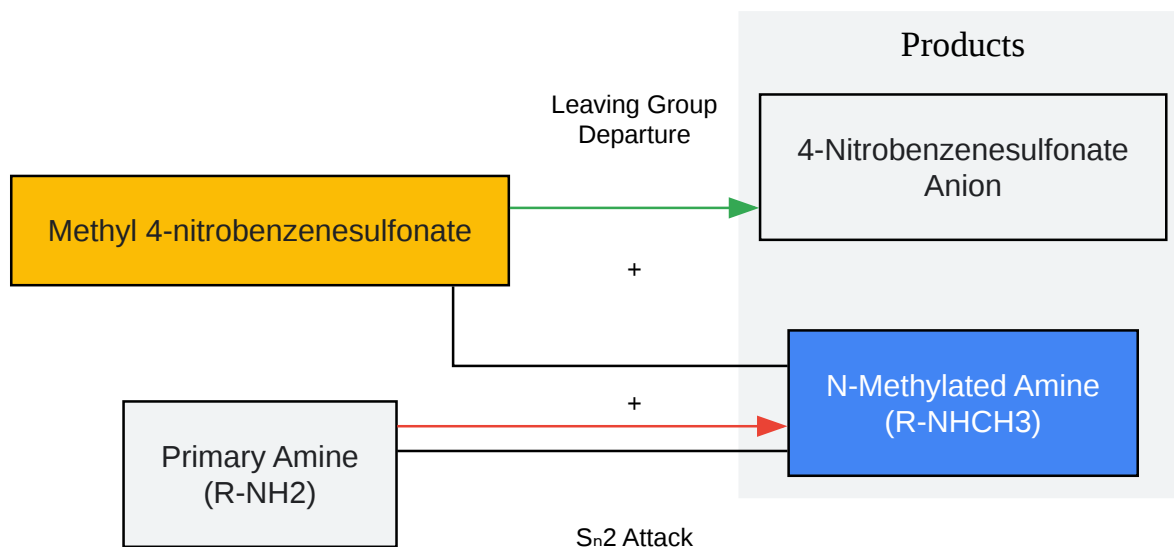 Products
Leaving Group
Departure
4-Nitrobenzenesulfonate
Anion
Methyl 4-nitrobenzenesulfonate
+
N-Methylated Amine
(R-NHCH3)
+
Primary Amine
(R-NH2)
Sₙ2 Attack